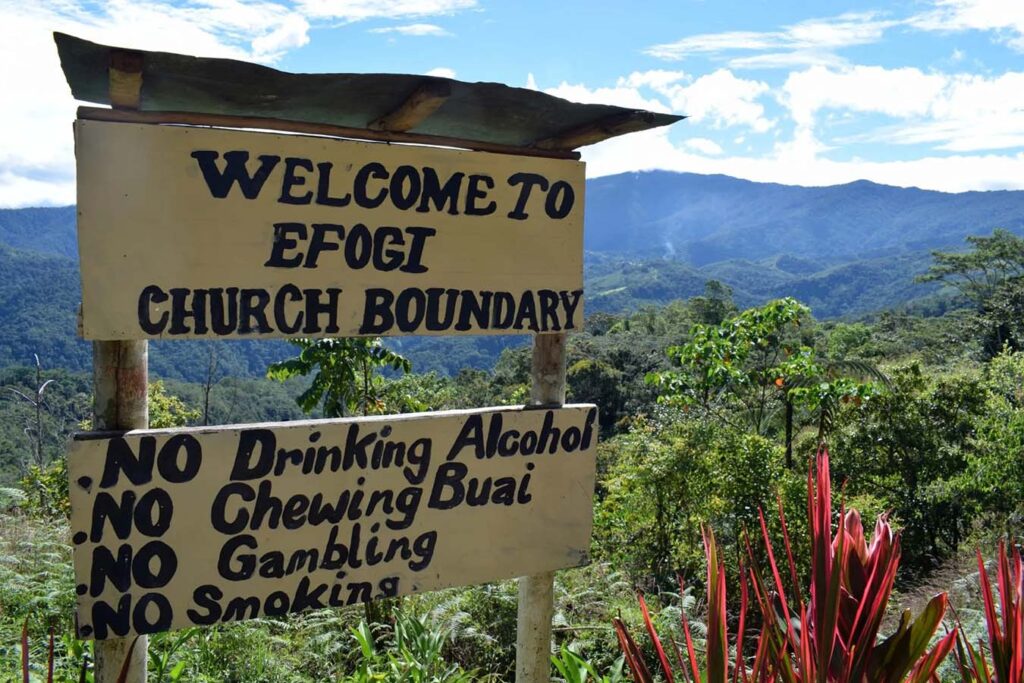 WELCOME TO
EFOGI
CHURCH BOUNDARY
.NO Drinking Alcohol
.NO Chewing Buai
.NO Gambling
.NO Smoking